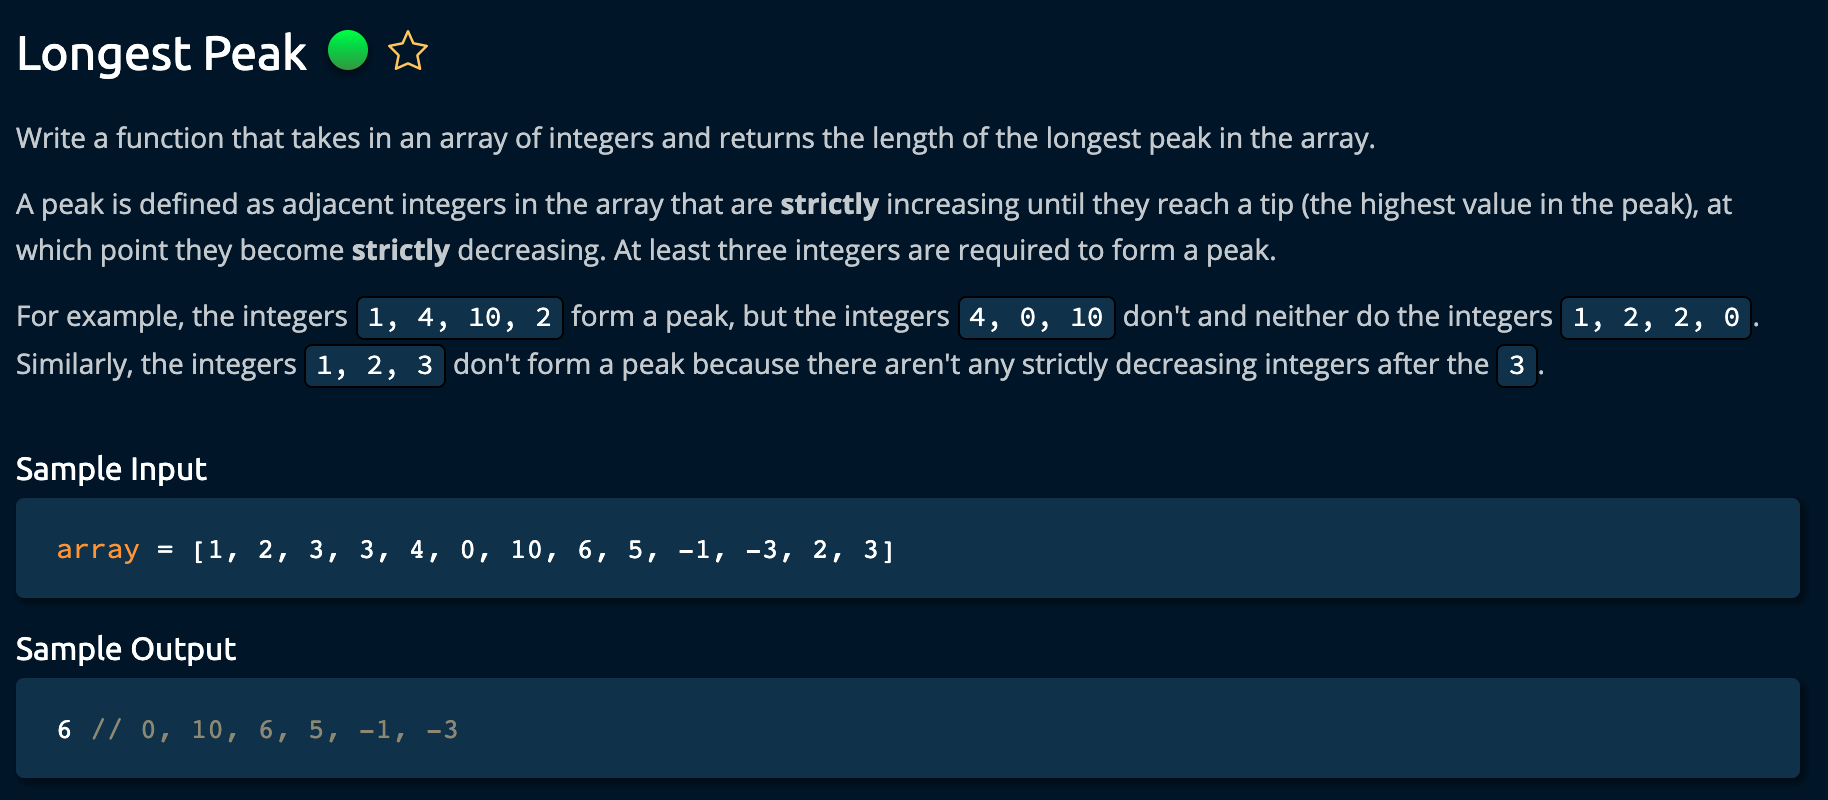 Longest Peak
Write a function that takes in an array of integers and returns the length of the longest peak in the array.
A peak is defined as adjacent integers in the array that are strictly increasing until they reach a tip (the highest value in the peak), at
which point they become strictly decreasing. At least three integers are required to form a peak.
For example, the integers 1, 4, 10, 2 form a peak, but the integers 4, 0, 10 don't and neither do the integers 1, 2, 2, 0.
Similarly, the integers 1, 2, 3 don't form a peak because there aren't any strictly decreasing integers after the 3.
Sample Input
array = [1, 2, 3, 3, 4, 0, 10, 6, 5, -1, -3, 2, 3]
Sample Output
6 // 0, 10, 6, 5, -1, -3